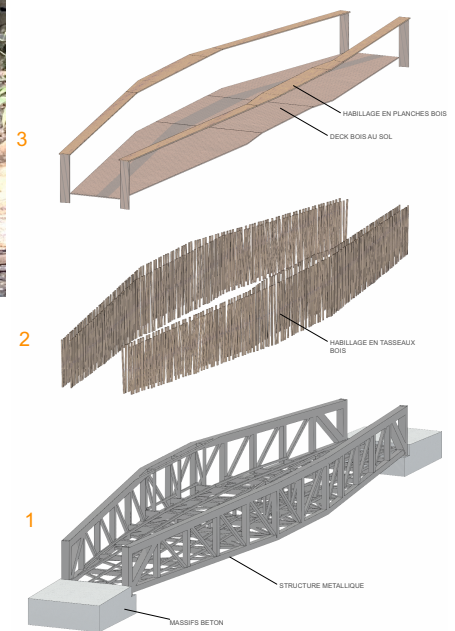 3
HABILLAGE EN PLANCHES BOIS
DECK BOIS AU SOL
2
HABILLAGE EN TASSEAUX
BOIS
1
STRUCTURE METALLIQUE
MASSIFS BETON